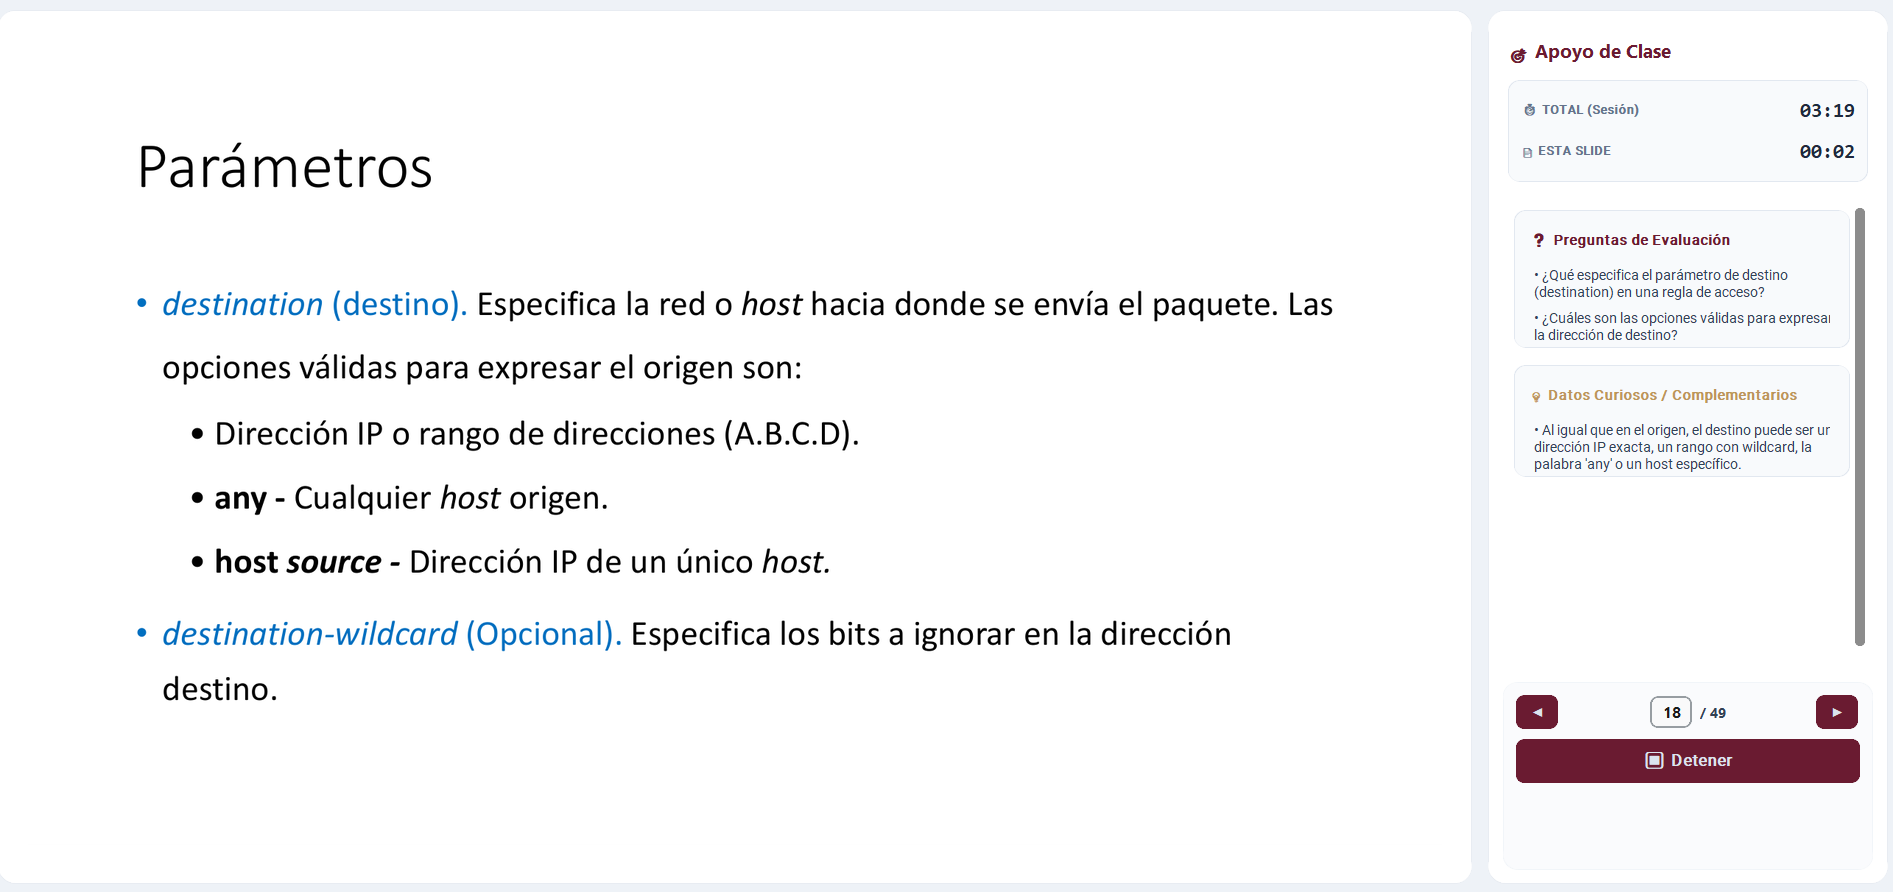 Parámetros
• destination (destino). Especifica la red o host hacia donde se envía el paquete. Las
opciones válidas para expresar el origen son:
• Dirección IP o rango de direcciones (A.B.C.D).
• any - Cualquier host origen.
• host source - Dirección IP de un único host.
• destination-wildcard (Opcional). Especifica los bits a ignorar en la dirección
destino.
Apoyo de Clase
TOTAL (Sesión) 03:19
ESTA SLIDE 00:02
? Preguntas de Evaluación
• ¿Qué especifica el parámetro de destino
(destination) en una regla de acceso?
• ¿Cuáles son las opciones válidas para expresar
la dirección de destino?
Datos Curiosos / Complementarios
• Al igual que en el origen, el destino puede ser
dirección IP exacta, un rango con wildcard, la
palabra 'any' o un host específico.
18 / 49
Detener